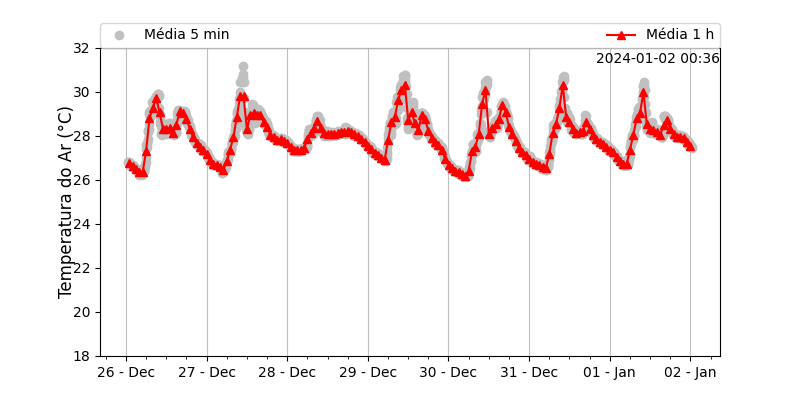 Média 5 min
Média 1 h
2024-01-02 00:36
Temperatura do Ar (°C)
32
30
28
26
24
22
20
18
26 - Dec
27 - Dec
28 - Dec
29 - Dec
30 - Dec
31 - Dec
01 - Jan
02 - Jan